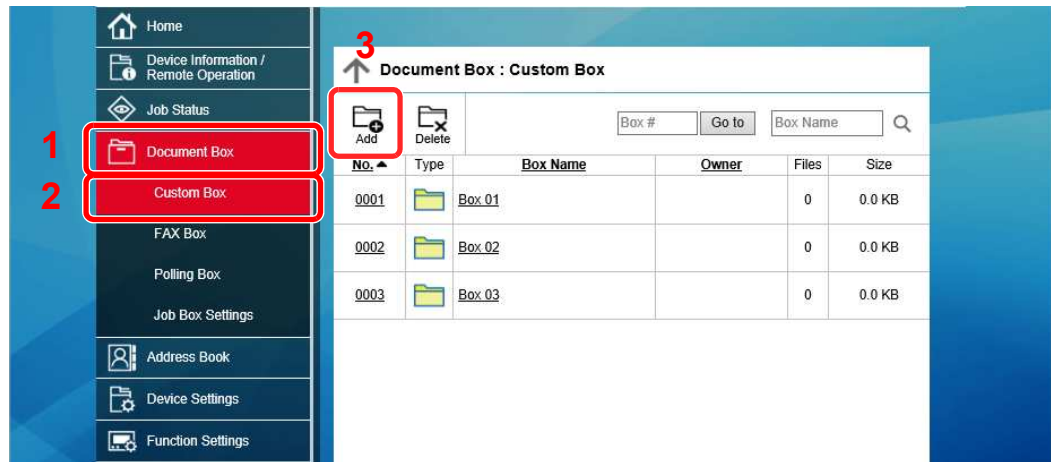 Home
Device Information /
Remote Operation
Job Status
1
Document Box
2
Custom Box
FAX Box
Polling Box
Job Box Settings
Address Book
Device Settings
Function Settings
3
Document Box : Custom Box
Add
Delete
Box #
Go to
Box Name
No. Type Box Name Owner Files Size
0001 Box 01 0 0.0 KB
0002 Box 02 0 0.0 KB
0003 Box 03 0 0.0 KB